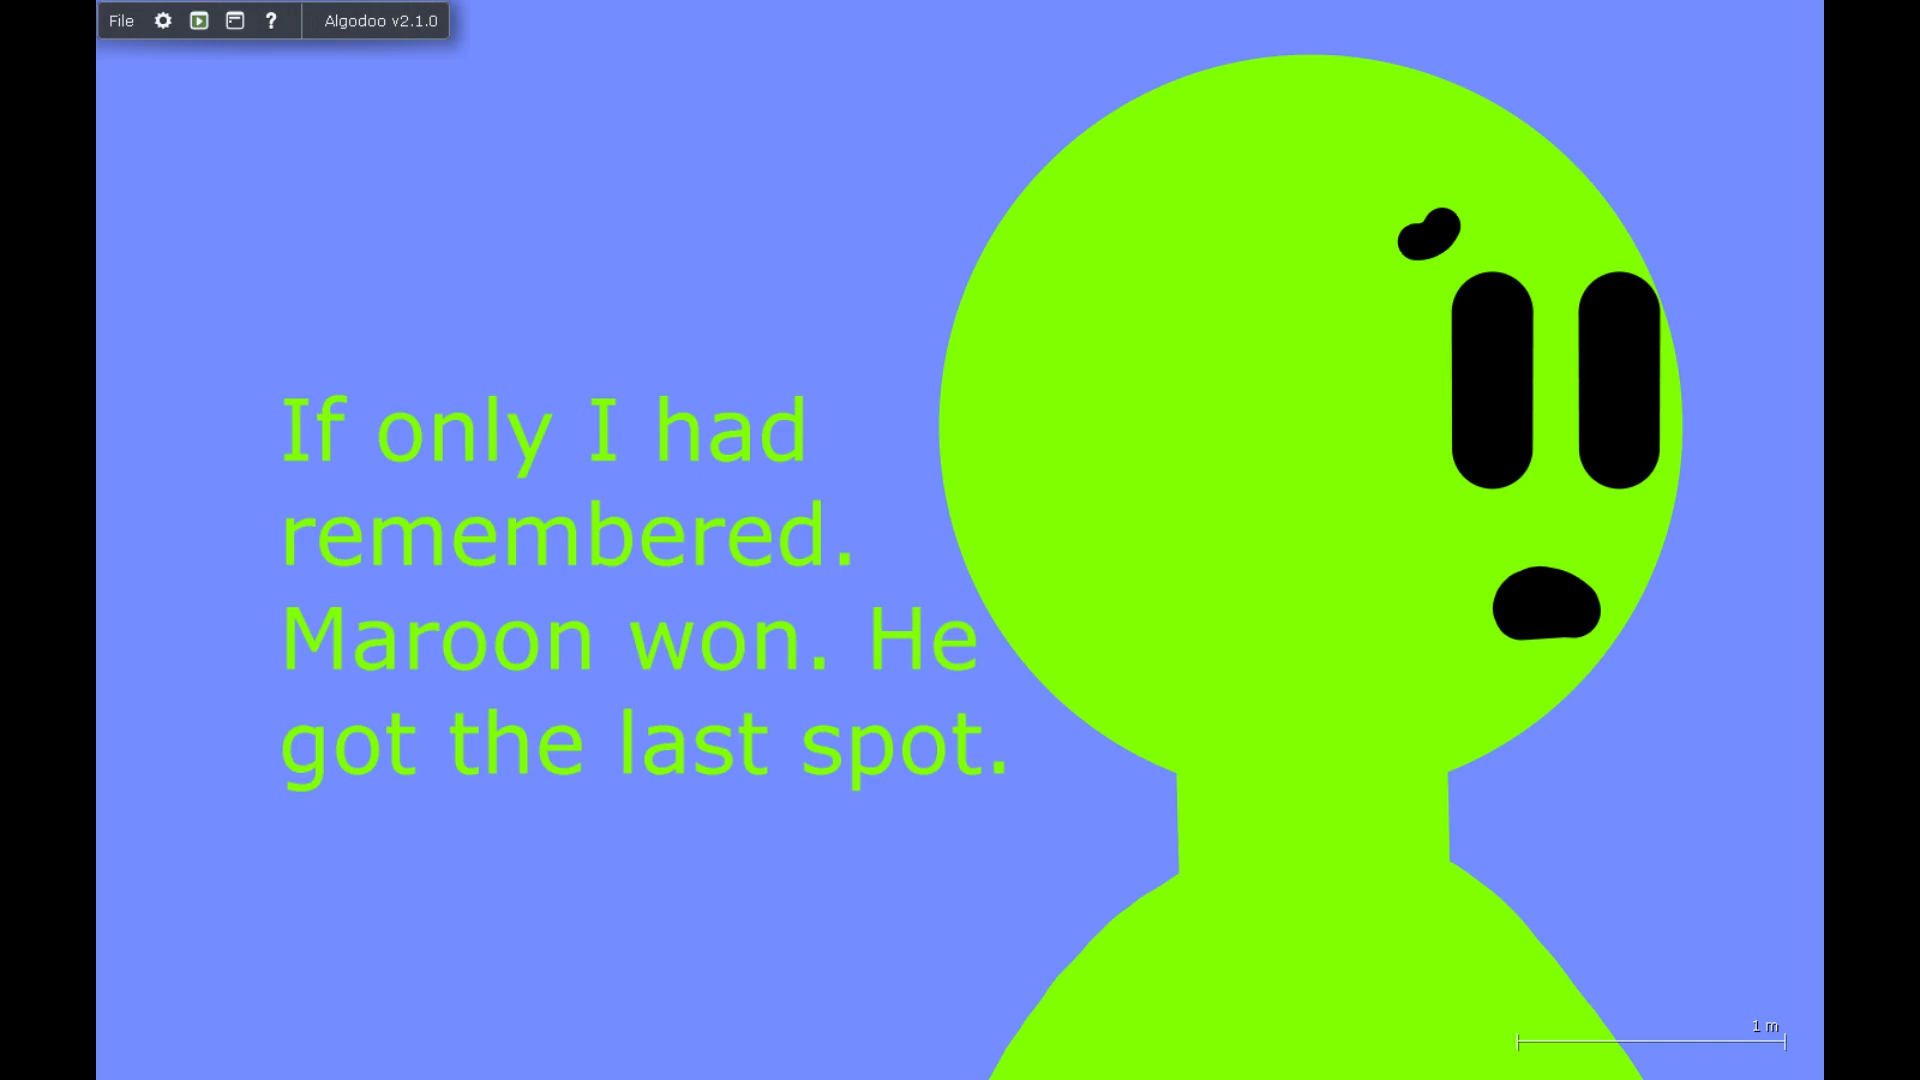 File ? Algodoo v2.1.0
If only I had
remembered.
Maroon won. He
got the last spot.
1 m